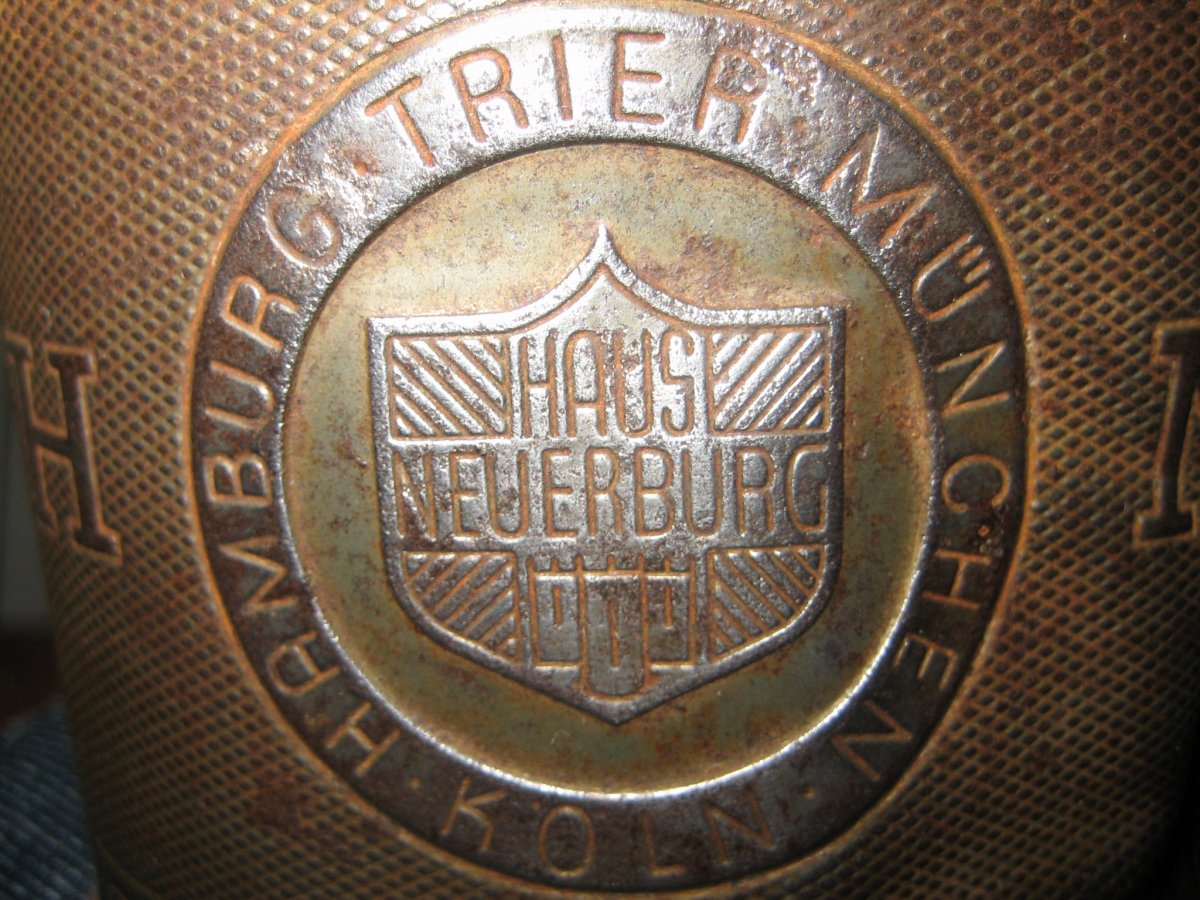 HAMBURG · TRIER · MÜNCHEN · KÖLN ·
HAUS
NEUERBURG
H